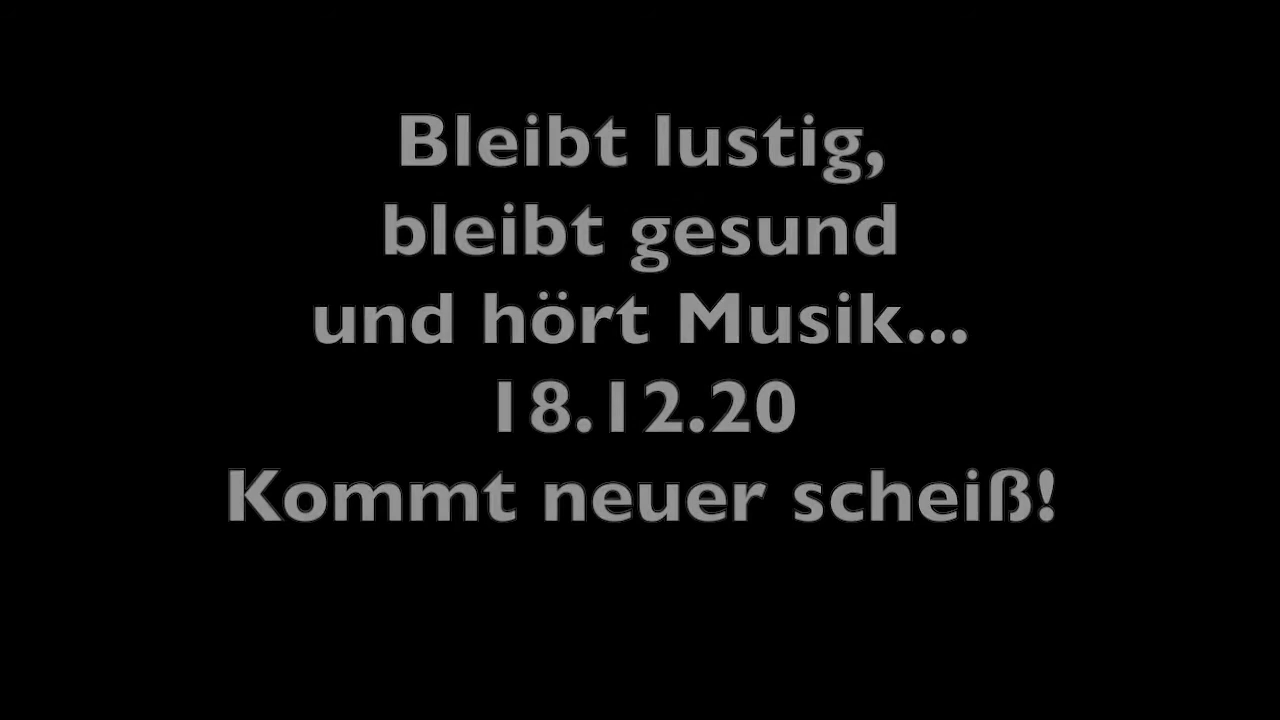 Bleibt lustig,
bleibt gesund
und hört Musik...
18.12.20
Kommt neuer scheiß!